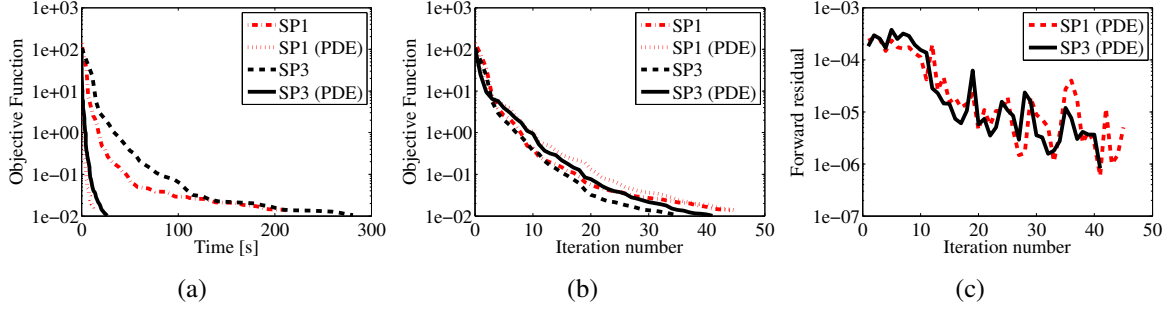 Objective Function
1e+03
1e+02
1e+01
1e+00
1e−01
1e−02
0
100
200
300
Time [s]
SP1
SP1 (PDE)
SP3
SP3 (PDE)
(a)
Objective Function
1e+03
1e+02
1e+01
1e+00
1e−01
1e−02
0
10
20
30
40
50
Iteration number
SP1
SP1 (PDE)
SP3
SP3 (PDE)
(b)
Forward residual
1e−03
1e−04
1e−05
1e−06
1e−07
0
10
20
30
40
50
Iteration number
SP1 (PDE)
SP3 (PDE)
(c)